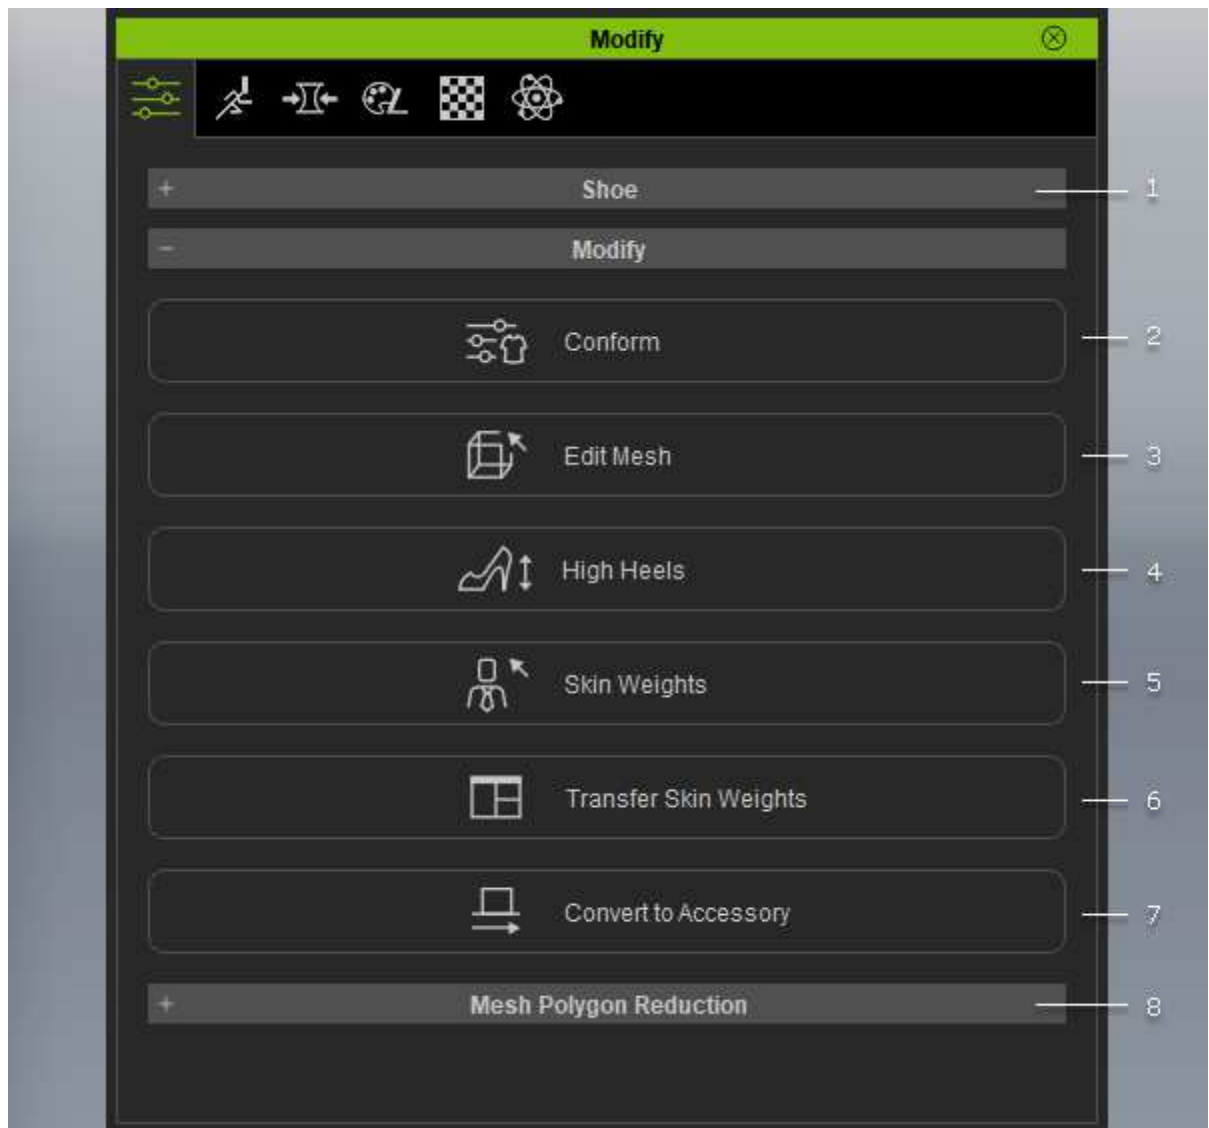 Modify
+ Shoe 1
- Modify
Conform 2
Edit Mesh 3
High Heels 4
Skin Weights 5
Transfer Skin Weights 6
Convert to Accessory 7
+ Mesh Polygon Reduction 8